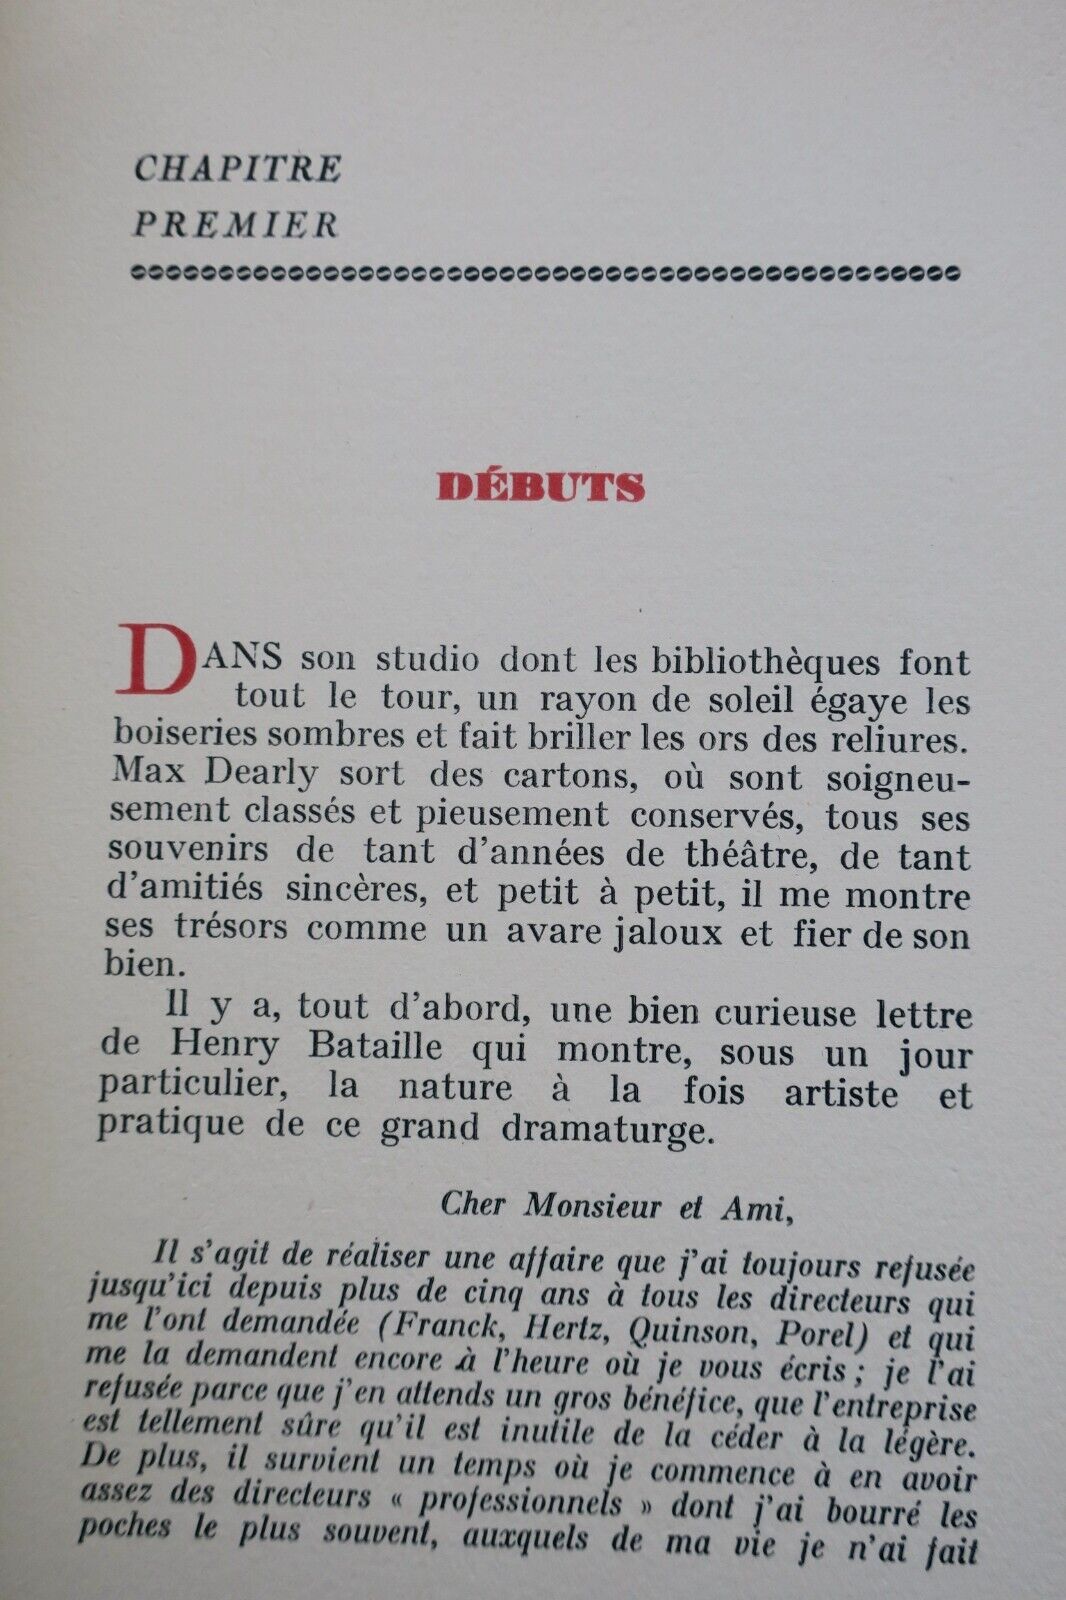 CHAPITRE
PREMIER
DÉBUTS
DANS son studio dont les bibliothèques font
tout le tour, un rayon de soleil égaye les
boiseries sombres et fait briller les ors des reliures.
Max Dearly sort des cartons, où sont soigneu-
sement classés et pieusement conservés, tous ses
souvenirs de tant d'années de théâtre, de tant
d'amitiés sincères, et petit à petit, il me montre
ses trésors comme un avare jaloux et fier de son
bien.
Il y a, tout d'abord, une bien curieuse lettre
de Henry Bataille qui montre, sous un jour
particulier, la nature à la fois artiste et
pratique de ce grand dramaturge.
Cher Monsieur et Ami,
Il s'agit de réaliser une affaire que j'ai toujours refusée
jusqu'ici depuis plus de cinq ans à tous les directeurs qui
me l'ont demandée (Franck, Hertz, Quinson, Porel) et qui
me la demandent encore à l'heure où je vous écris ; je l'ai
refusée parce que j'en attends un gros bénéfice, que l'entreprise
est tellement sûre qu'il est inutile de la céder à la légère.
De plus, il survient un temps où je commence à en avoir
assez des directeurs « professionnels » dont j'ai bourré les
poches le plus souvent, auxquels de ma vie je n'ai fait